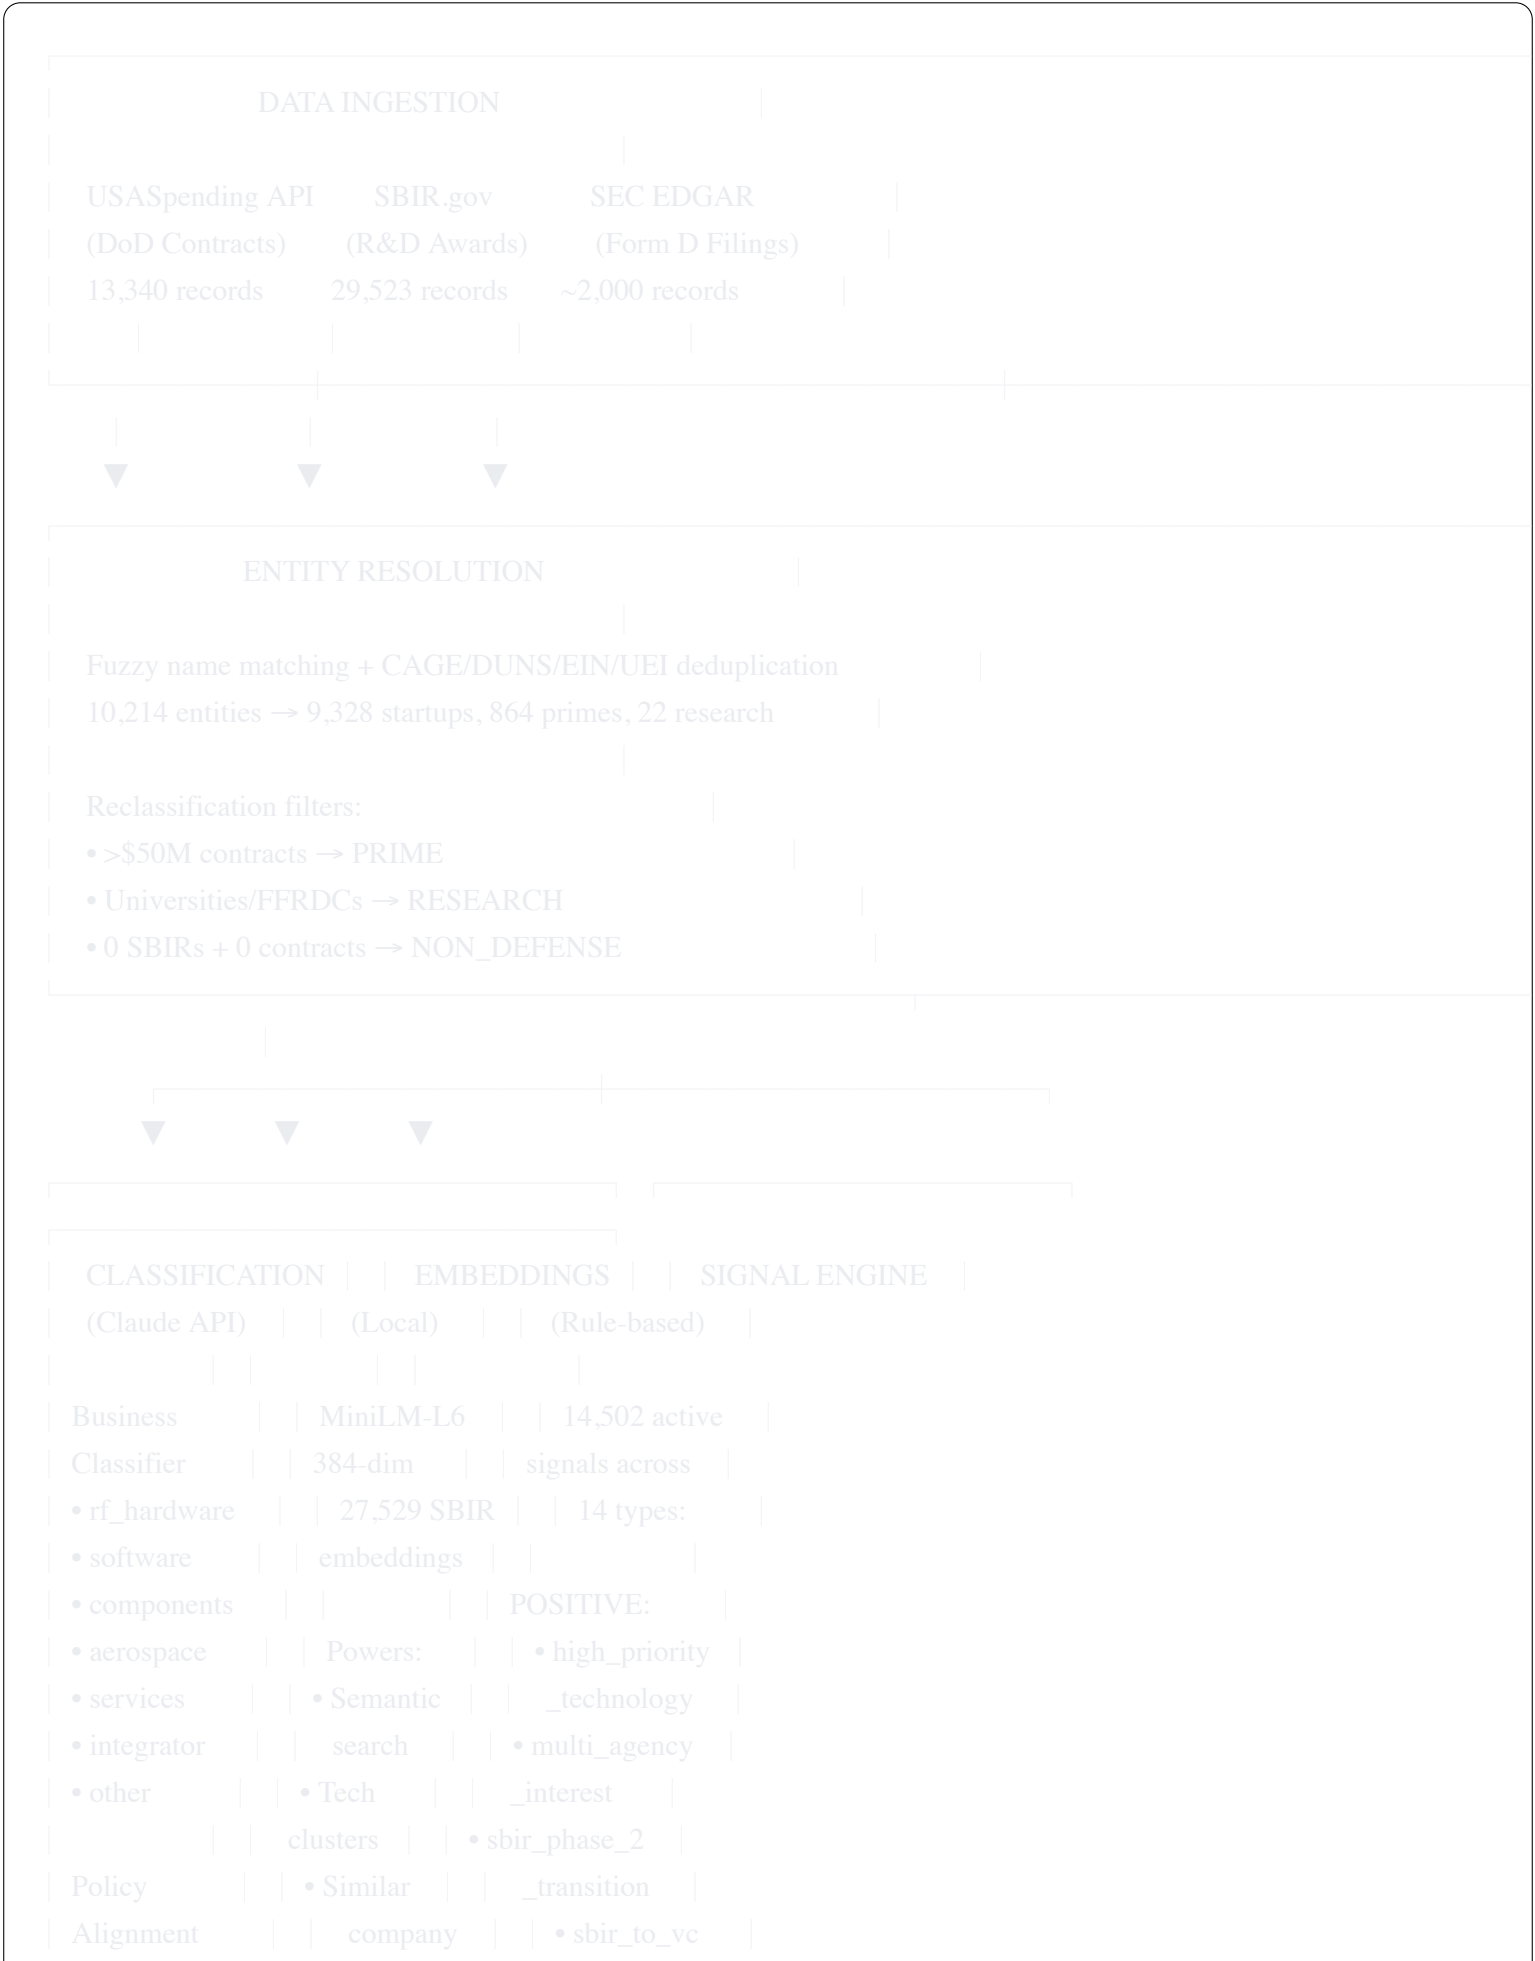 DATA INGESTION
USASpending API SBIR.gov SEC EDGAR
(DoD Contracts) (R&D Awards) (Form D Filings)
13,340 records 29,523 records ~2,000 records
▼ ▼ ▼
ENTITY RESOLUTION
Fuzzy name matching + CAGE/DUNS/EIN/UEI deduplication
10,214 entities → 9,328 startups, 864 primes, 22 research
Reclassification filters:
• >$50M contracts → PRIME
• Universities/FFRDCs → RESEARCH
• 0 SBIRs + 0 contracts → NON_DEFENSE
▼ ▼ ▼
CLASSIFICATION EMBEDDINGS SIGNAL ENGINE
(Claude API) (Local) (Rule-based)
Business MiniLM-L6 14,502 active
Classifier 384-dim signals across
• rf_hardware 27,529 SBIR 14 types:
• software embeddings
• components POSITIVE:
• aerospace Powers: • high_priority
• services • Semantic _technology
• integrator search • multi_agency
• other • Tech _interest
clusters • sbir_phase_2
Policy • Similar _transition
Alignment company • sbir_to_vc